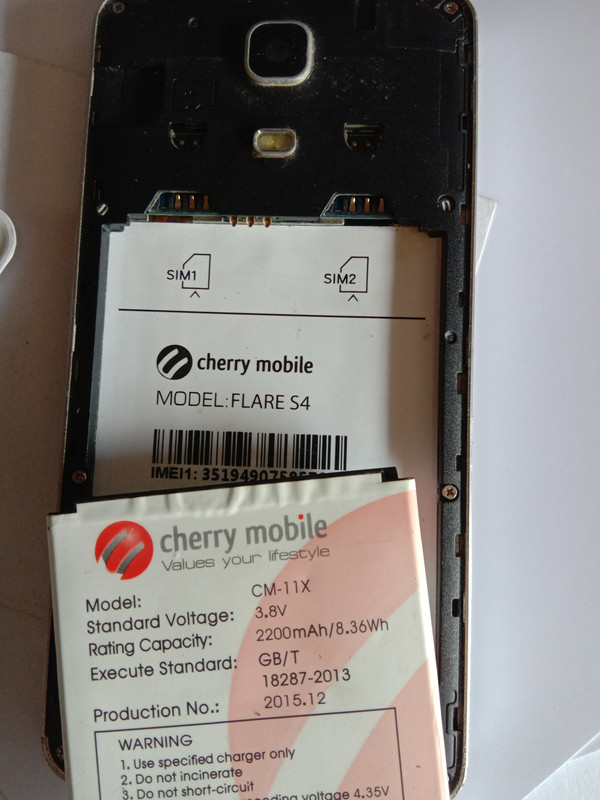 SIM1
SIM2
cherry mobile
MODEL:FLARE S4
IMEI1:
cherry mobile
Values your lifestyle
Model: CM-11X
Standard Voltage: 3.8V
Rating Capacity: 2200mAh/8.36Wh
Execute Standard: GB/T
18287-2013
Production No.: 2015.12
WARNING
1. Use specified charger only
2. Do not incinerate
3. Do not short-circuit
voltage 4.35V